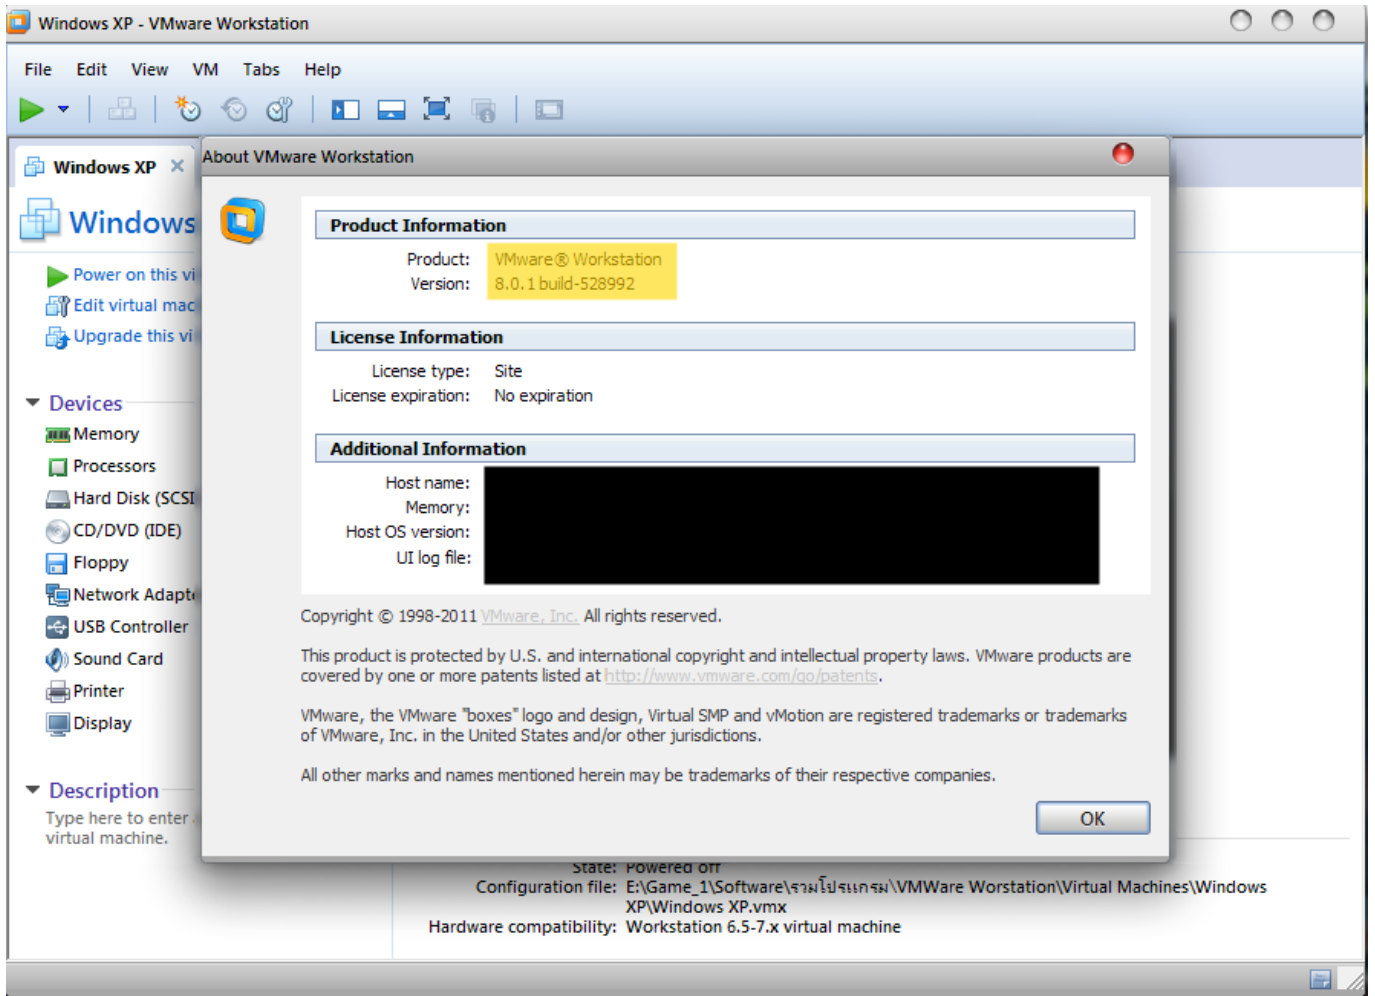 Windows XP - VMware Workstation
File Edit View VM Tabs Help
Windows XP
About VMware Workstation
Windows
Power on this vi
Edit virtual mac
Upgrade this vi
Devices
Memory
Processors
Hard Disk (SCSI
CD/DVD (IDE)
Floppy
Network Adapte
USB Controller
Sound Card
Printer
Display
Description
Type here to enter
virtual machine.
Product Information
Product: VMware® Workstation
Version: 8.0.1 build-528992
License Information
License type: Site
License expiration: No expiration
Additional Information
Host name:
Memory:
Host OS version:
UI log file:
Copyright © 1998-2011 VMware, Inc. All rights reserved.
This product is protected by U.S. and international copyright and intellectual property laws. VMware products are
covered by one or more patents listed at http://www.vmware.com/go/patents.
VMware, the VMware "boxes" logo and design, Virtual SMP and vMotion are registered trademarks or trademarks
of VMware, Inc. in the United States and/or other jurisdictions.
All other marks and names mentioned herein may be trademarks of their respective companies.
OK
State: Powered off
Configuration file: E:\Game_1\Software\รวมโปรแกรม\VMWare Worstation\Virtual Machines\Windows
XP\Windows XP.vmx
Hardware compatibility: Workstation 6.5-7.x virtual machine